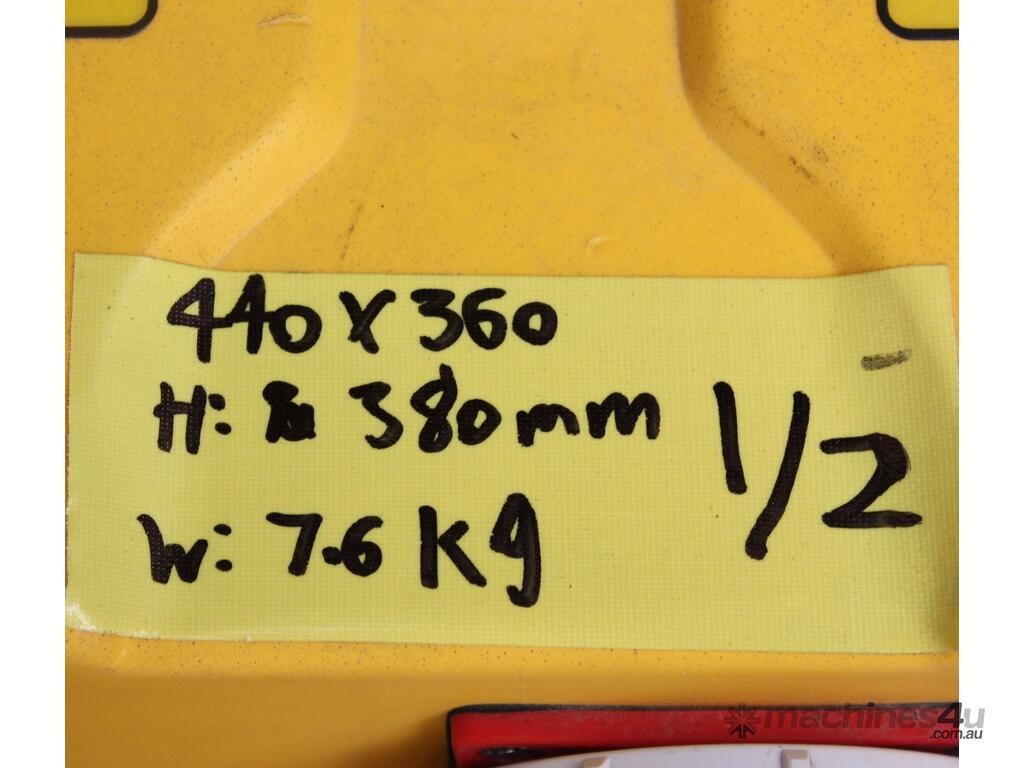 440 x 360
H: 380mm
W: 7.6 kg
1/2
machines4u
.com.au